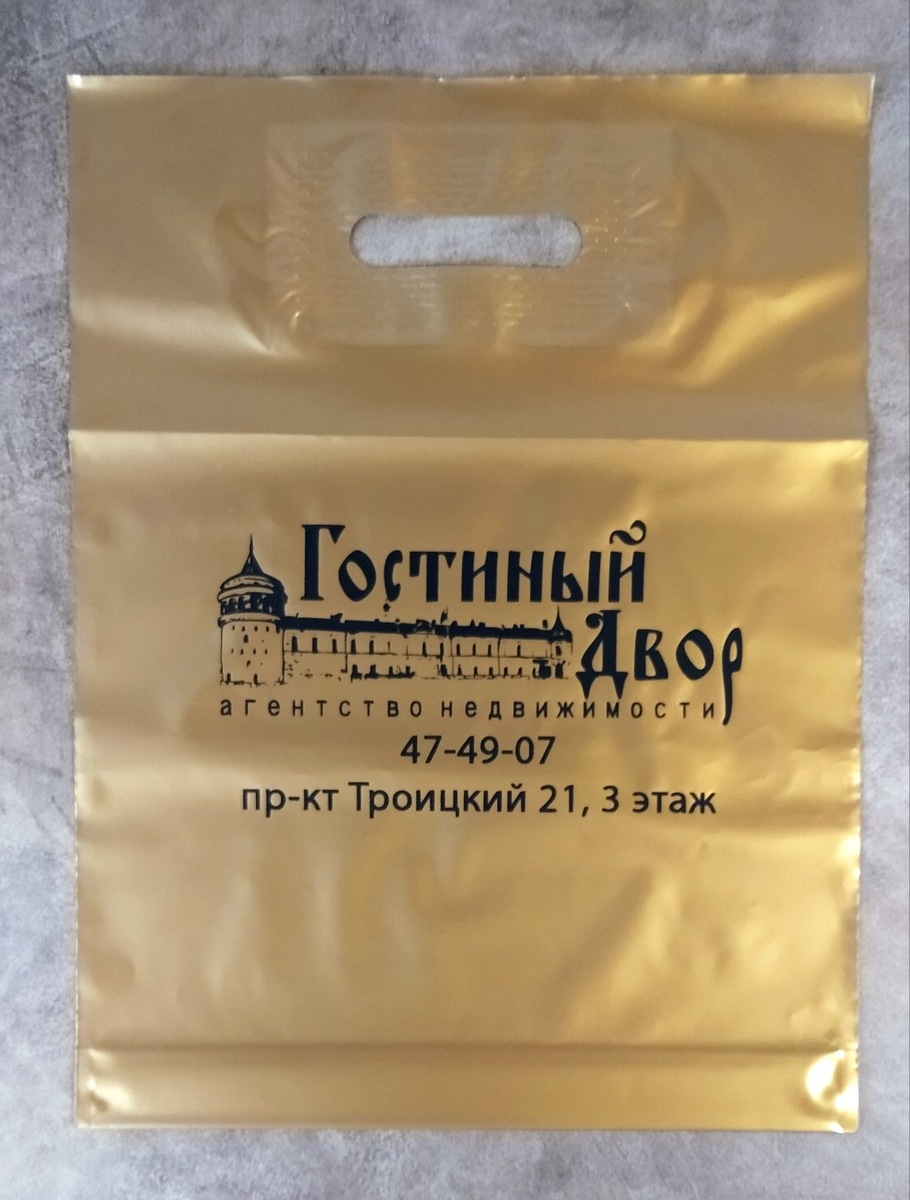 Гостиный
Двор
агентство недвижимости
47-49-07
пр-кт Троицкий 21, 3 этаж